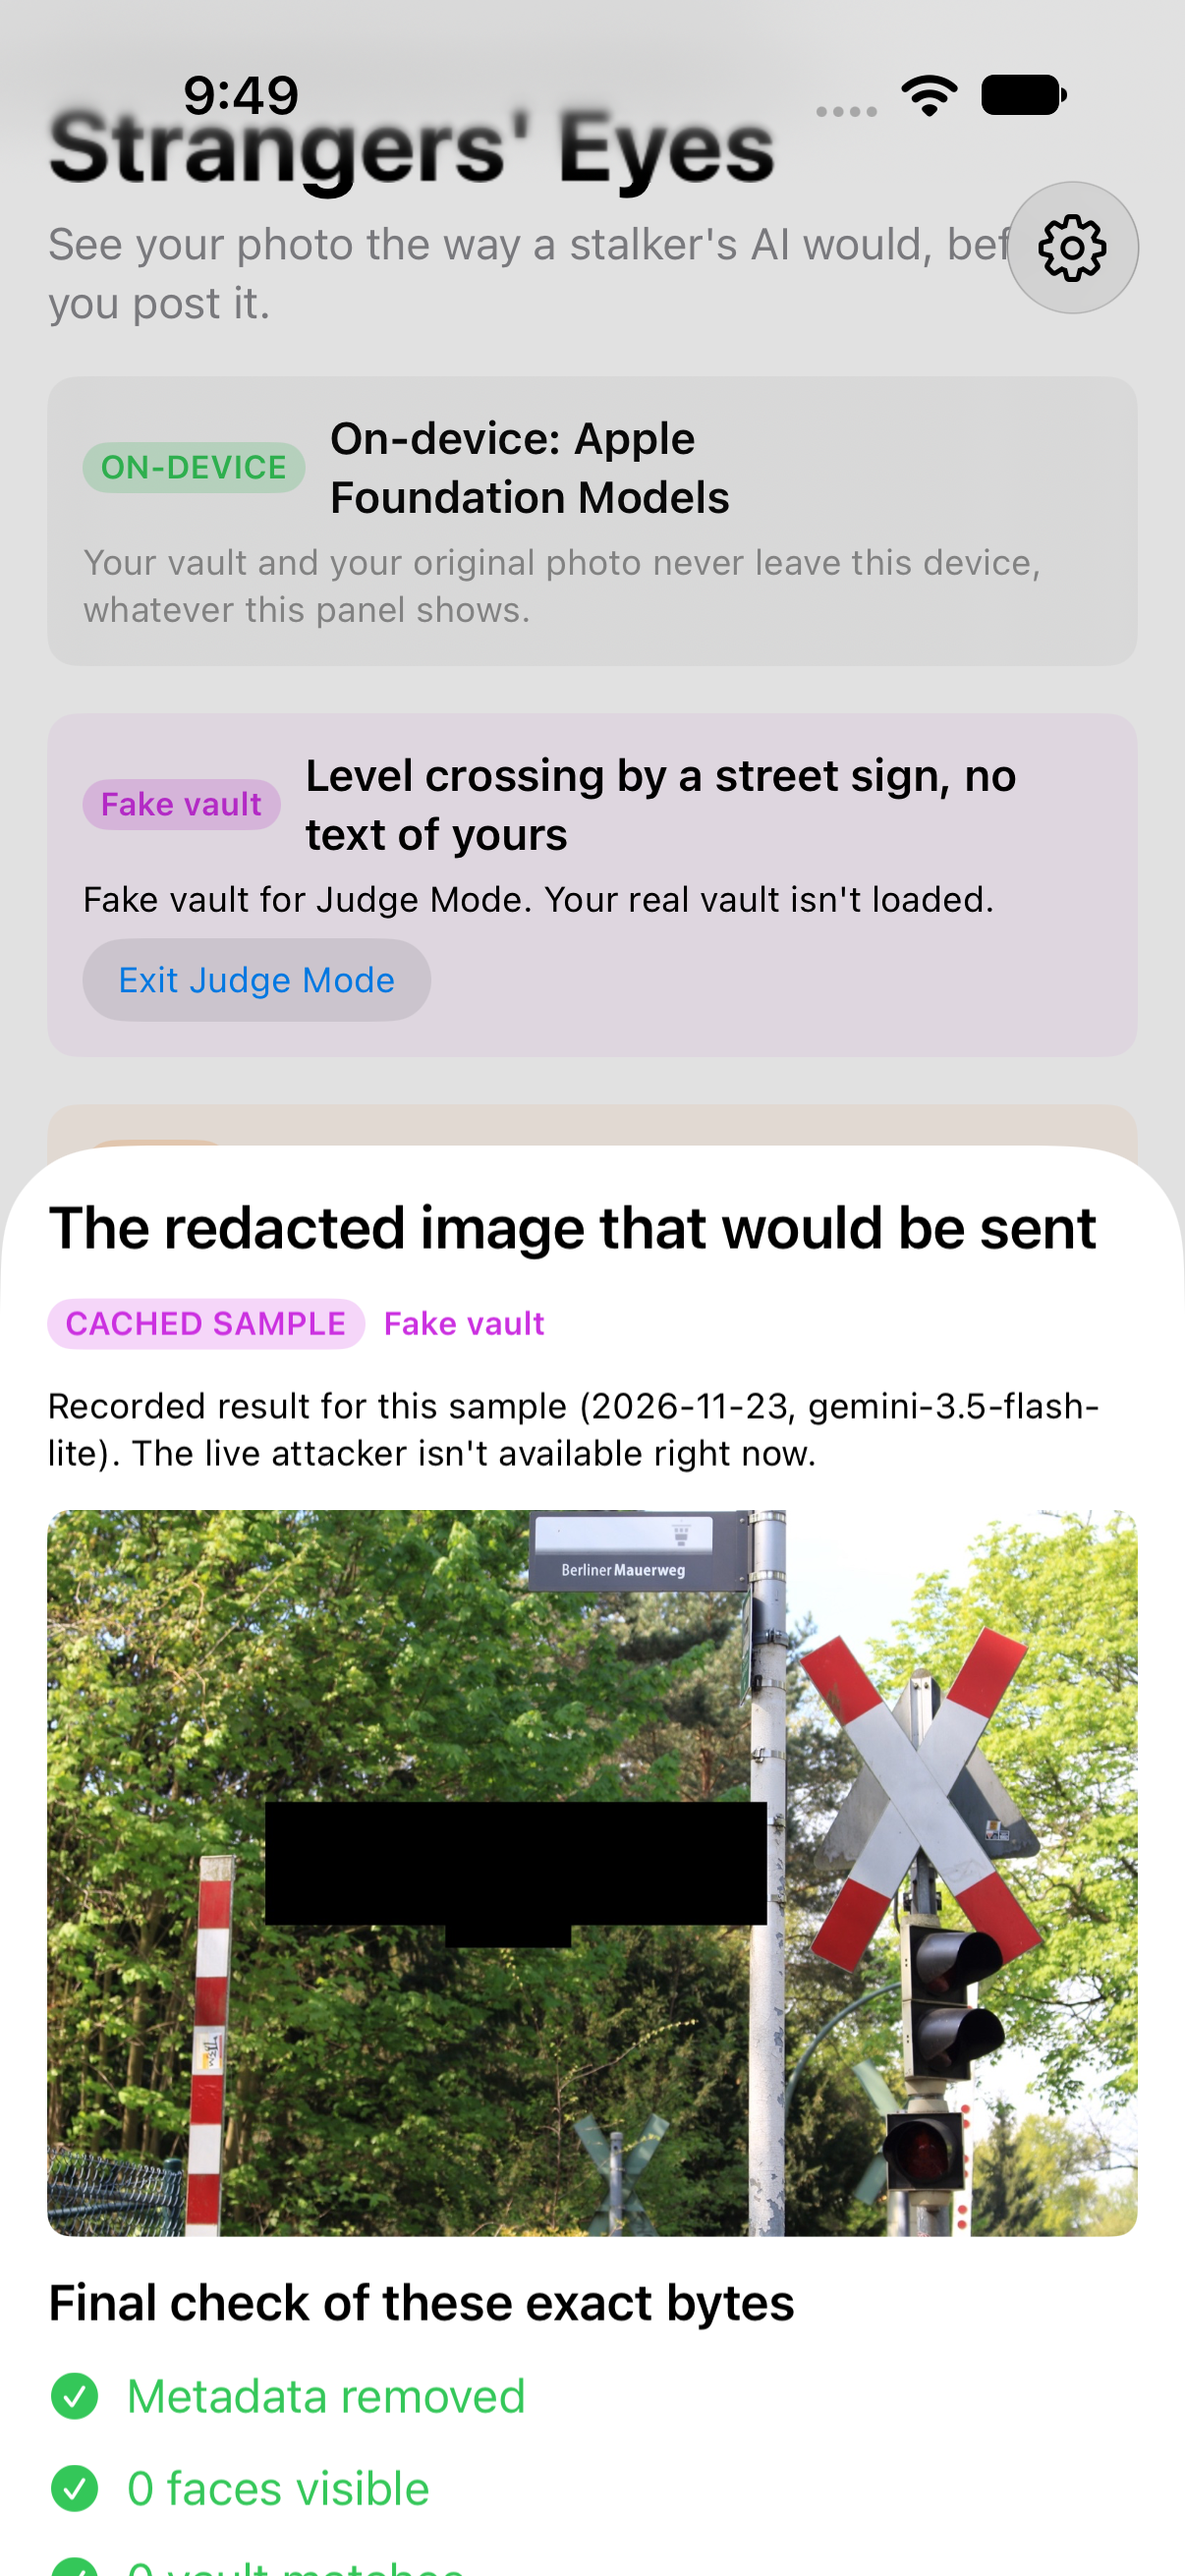 9:49
Strangers' Eyes
See your photo the way a stalker's AI would, bef
you post it.
ON-DEVICE
On-device: Apple
Foundation Models
Your vault and your original photo never leave this device,
whatever this panel shows.
Fake vault
Level crossing by a street sign, no
text of yours
Fake vault for Judge Mode. Your real vault isn't loaded.
Exit Judge Mode
The redacted image that would be sent
CACHED SAMPLE
Fake vault
Recorded result for this sample (2026-11-23, gemini-3.5-flash-
lite). The live attacker isn't available right now.
Berliner Mauerweg
Final check of these exact bytes
Metadata removed
0 faces visible
0 vault matches